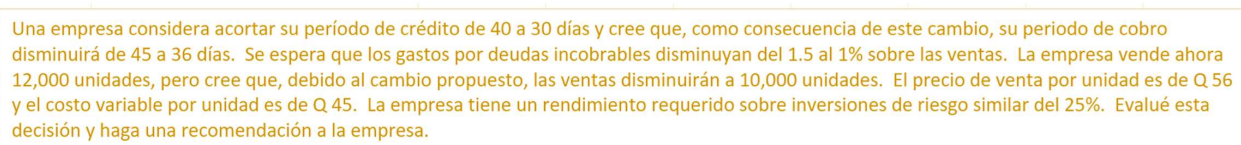 Una empresa considera acortar su período de crédito de 40 a 30 días y cree que, como consecuencia de este cambio, su periodo de cobro
disminuirá de 45 a 36 días. Se espera que los gastos por deudas incobrables disminuyan del 1.5 al 1% sobre las ventas. La empresa vende ahora
12,000 unidades, pero cree que, debido al cambio propuesto, las ventas disminuirán a 10,000 unidades. El precio de venta por unidad es de Q 56
y el costo variable por unidad es de Q 45. La empresa tiene un rendimiento requerido sobre inversiones de riesgo similar del 25%. Evalué esta
decisión y haga una recomendación a la empresa.